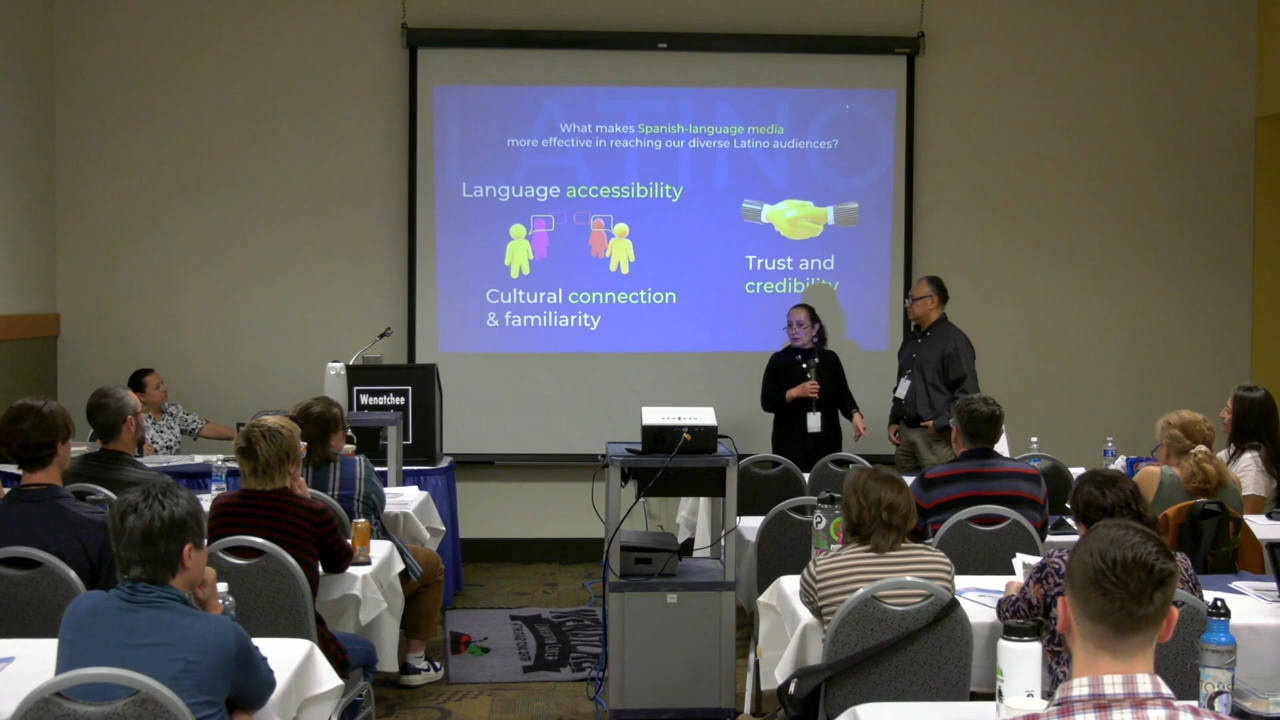 LATINO
What makes Spanish-language media
more effective in reaching our diverse Latino audiences?
Language accessibility
Trust and
credibility
Cultural connection
& familiarity
Wenatchee